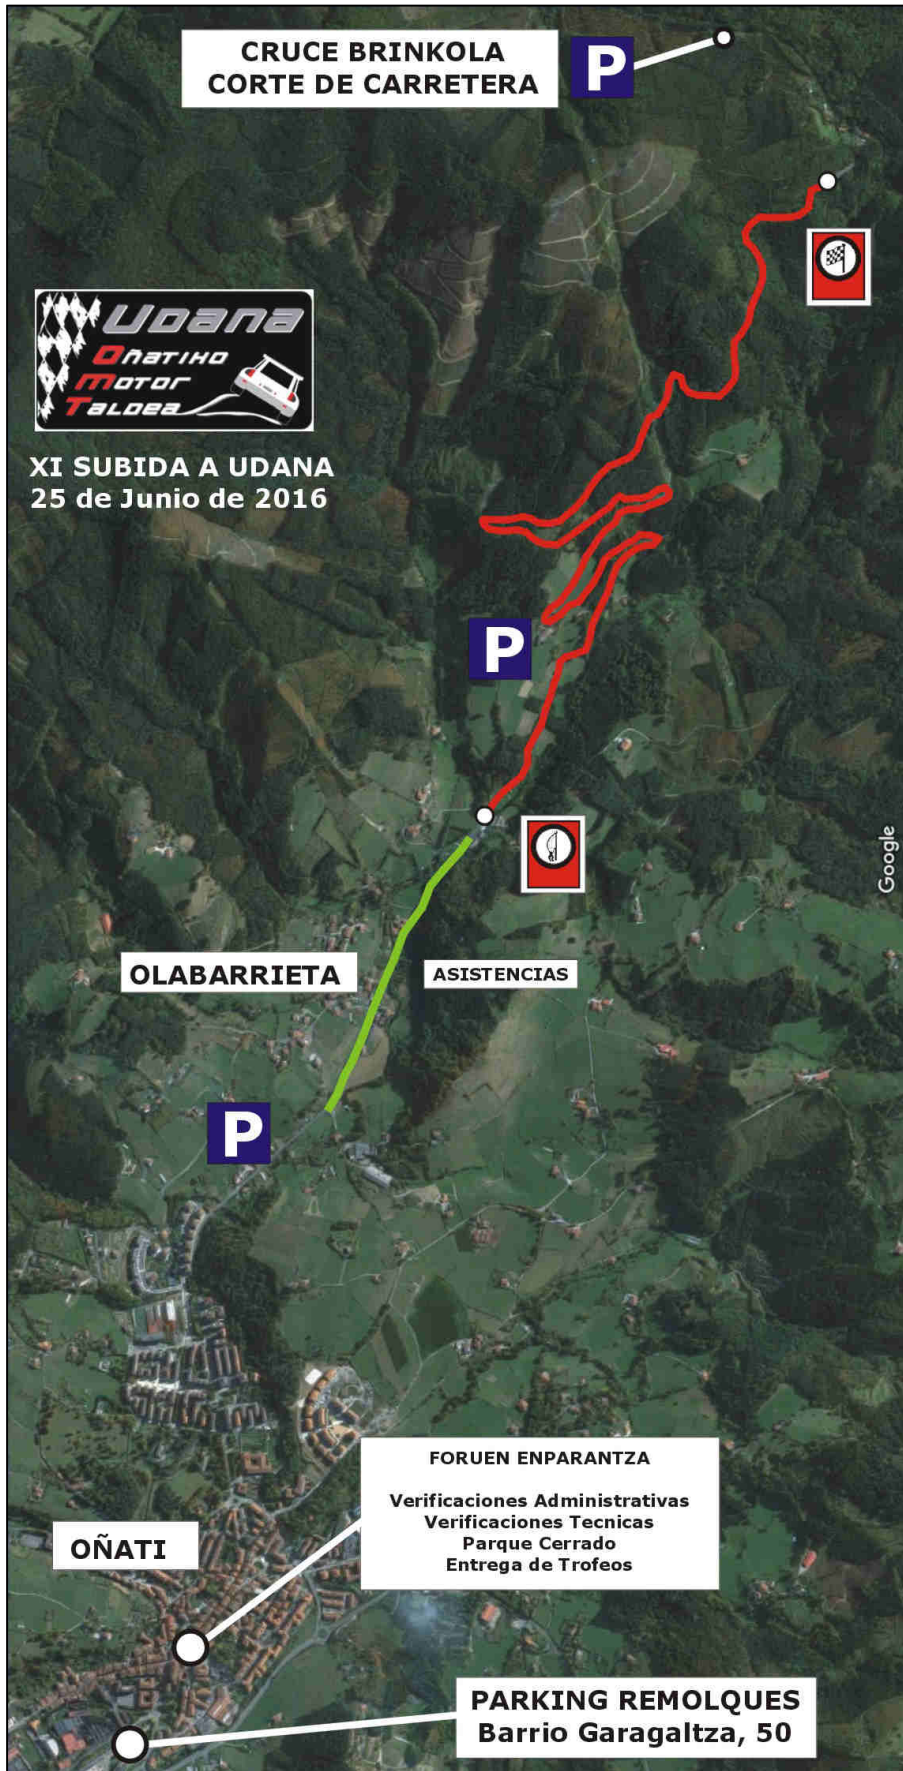 CRUCE BRINKOLA
CORTE DE CARRETERA
P
Udana
Oñatiko
Motor
Taldea
XI SUBIDA A UDANA
25 de Junio de 2016
P
Google
OLABARRIETA
ASISTENCIAS
P
FORUEN ENPARANTZA
Verificaciones Administrativas
Verificaciones Tecnicas
Parque Cerrado
Entrega de Trofeos
OÑATI
PARKING REMOLQUES
Barrio Garagaltza, 50